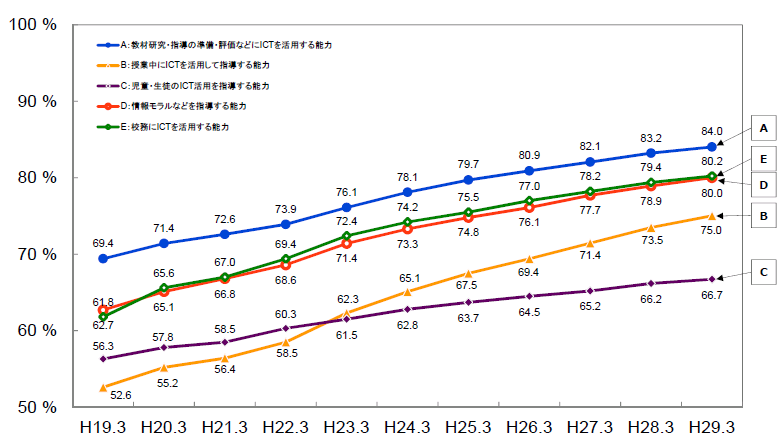 100 %
90 %
80 %
70 %
60 %
50 %
A：教材研究・指導の準備・評価などにICTを活用する能力
B：授業中にICTを活用して指導する能力
C：児童・生徒のICT活用を指導する能力
D：情報モラルなどを指導する能力
E：校務にICTを活用する能力
69.4 71.4 72.6 73.9 76.1 78.1 79.7 80.9 82.1 83.2 84.0
61.8 65.6 67.0 69.4 72.4 74.2 75.5 77.0 78.2 79.4 80.2
62.7 65.1 66.8 68.6 71.4 73.3 74.8 76.1 77.7 78.9 80.0
56.3 57.8 58.5 60.3 61.5 62.8 63.7 64.5 65.2 66.2 66.7
52.6 55.2 56.4 58.5 62.3 65.1 67.5 69.4 71.4 73.5 75.0
A
E
D
B
C
H19.3 H20.3 H21.3 H22.3 H23.3 H24.3 H25.3 H26.3 H27.3 H28.3 H29.3